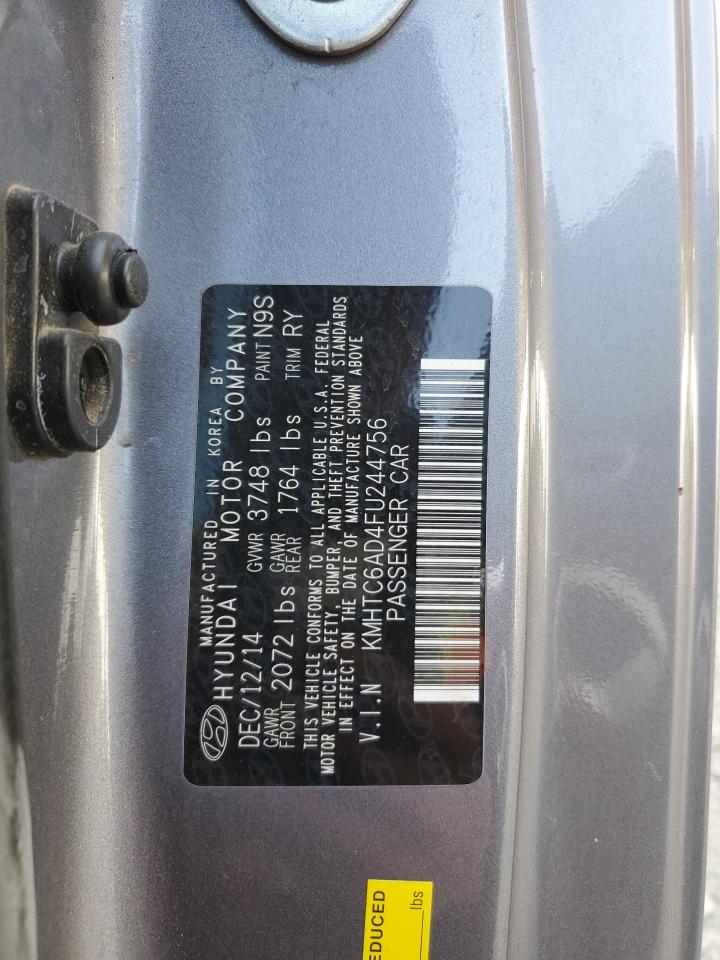 MANUFACTURED IN KOREA BY
HYUNDAI MOTOR COMPANY
DEC/12/14 GVWR 3748 lbs PAINT N9S
GAWR FRONT 2072 lbs GAWR REAR 1764 lbs TRIM RY
THIS VEHICLE CONFORMS TO ALL APPLICABLE U.S.A. FEDERAL
MOTOR VEHICLE SAFETY, BUMPER, AND THEFT PREVENTION STANDARDS
IN EFFECT ON THE DATE OF MANUFACTURE SHOWN ABOVE
V.I.N KMHTC6AD4FU244756
PASSENGER CAR
EDUCED
lbs